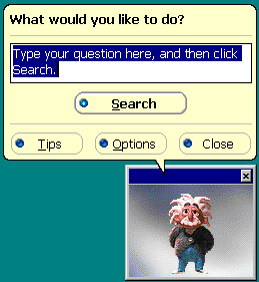 What would you like to do?
Type your question here, and then click
Search.
Search
Tips
Options
Close